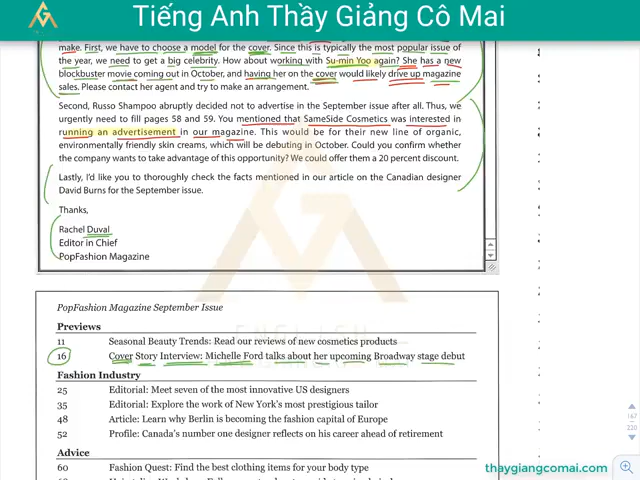 Tiếng Anh Thầy Giảng Cô Mai
make. First, we have to choose a model for the cover. Since this is typically the most popular issue of
the year, we need to get a big celebrity. How about working with Su-min Yoo again? She has a new
blockbuster movie coming out in October, and having her on the cover would likely drive up magazine
sales. Please contact her agent and try to make an arrangement.
Second, Russo Shampoo abruptly decided not to advertise in the September issue after all. Thus, we
urgently need to fill pages 58 and 59. You mentioned that SameSide Cosmetics was interested in
running an advertisement in our magazine. This would be for their new line of organic,
environmentally friendly skin creams, which will be debuting in October. Could you confirm whether
the company wants to take advantage of this opportunity? We could offer them a 20 percent discount.
Lastly, I'd like you to thoroughly check the facts mentioned in our article on the Canadian designer
David Burns for the September issue.
Thanks,
Rachel Duval
Editor in Chief
PopFashion Magazine
PopFashion Magazine September Issue
Previews
11 Seasonal Beauty Trends: Read our reviews of new cosmetics products
16 Cover Story Interview: Michelle Ford talks about her upcoming Broadway stage debut
Fashion Industry
25 Editorial: Meet seven of the most innovative US designers
35 Editorial: Explore the work of New York's most prestigious tailor
48 Article: Learn why Berlin is becoming the fashion capital of Europe
52 Profile: Canada's number one designer reflects on his career ahead of retirement
Advice
60 Fashion Quest: Find the best clothing items for your body type
167
220
thaygiangcomai.com